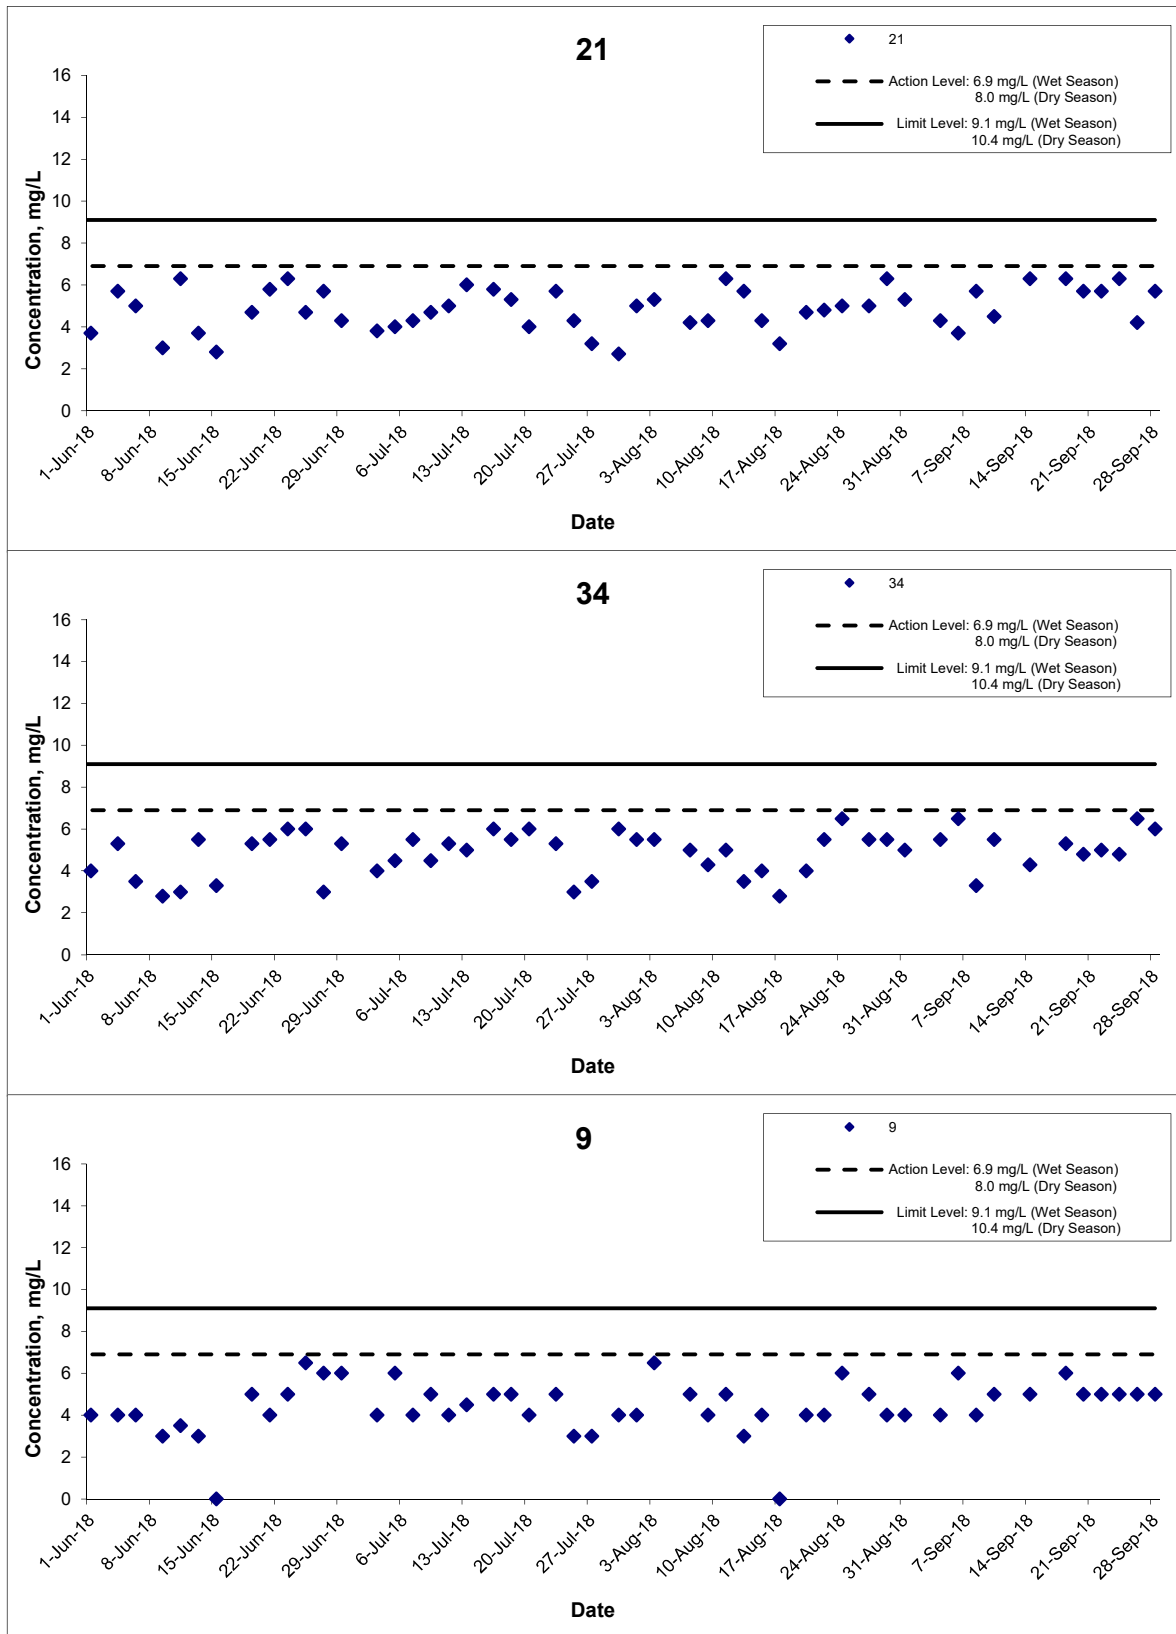 21
21
Action Level: 6.9 mg/L (Wet Season)
8.0 mg/L (Dry Season)
Limit Level: 9.1 mg/L (Wet Season)
10.4 mg/L (Dry Season)
Concentration, mg/L
16
14
12
10
8
6
4
2
0
1-Jun-18
8-Jun-18
15-Jun-18
22-Jun-18
29-Jun-18
6-Jul-18
13-Jul-18
20-Jul-18
27-Jul-18
3-Aug-18
10-Aug-18
17-Aug-18
24-Aug-18
31-Aug-18
7-Sep-18
14-Sep-18
21-Sep-18
28-Sep-18
Date
34
34
Action Level: 6.9 mg/L (Wet Season)
8.0 mg/L (Dry Season)
Limit Level: 9.1 mg/L (Wet Season)
10.4 mg/L (Dry Season)
Concentration, mg/L
16
14
12
10
8
6
4
2
0
1-Jun-18
8-Jun-18
15-Jun-18
22-Jun-18
29-Jun-18
6-Jul-18
13-Jul-18
20-Jul-18
27-Jul-18
3-Aug-18
10-Aug-18
17-Aug-18
24-Aug-18
31-Aug-18
7-Sep-18
14-Sep-18
21-Sep-18
28-Sep-18
Date
9
9
Action Level: 6.9 mg/L (Wet Season)
8.0 mg/L (Dry Season)
Limit Level: 9.1 mg/L (Wet Season)
10.4 mg/L (Dry Season)
Concentration, mg/L
16
14
12
10
8
6
4
2
0
1-Jun-18
8-Jun-18
15-Jun-18
22-Jun-18
29-Jun-18
6-Jul-18
13-Jul-18
20-Jul-18
27-Jul-18
3-Aug-18
10-Aug-18
17-Aug-18
24-Aug-18
31-Aug-18
7-Sep-18
14-Sep-18
21-Sep-18
28-Sep-18
Date